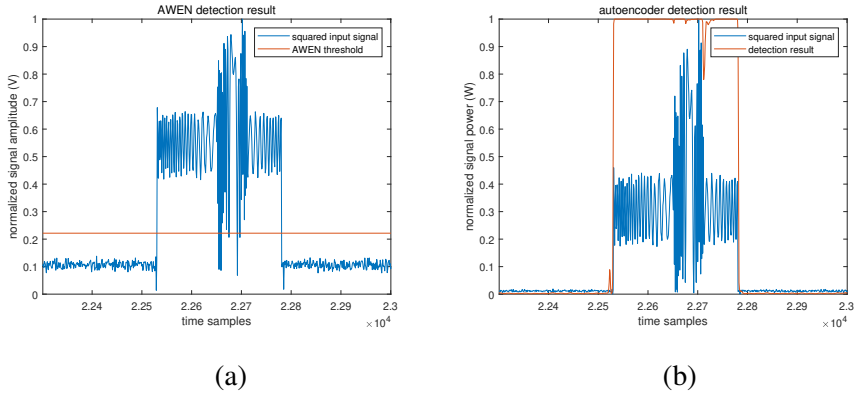 AWEN detection result
squared input signal
AWEN threshold
normalized signal amplitude (V)
1
0.9
0.8
0.7
0.6
0.5
0.4
0.3
0.2
0.1
0
2.24 2.25 2.26 2.27 2.28 2.29 2.3
time samples
×10⁴
(a)
autoencoder detection result
squared input signal
detection result
normalized signal power (W)
1
0.9
0.8
0.7
0.6
0.5
0.4
0.3
0.2
0.1
0
2.24 2.25 2.26 2.27 2.28 2.29 2.3
time samples
×10⁴
(b)